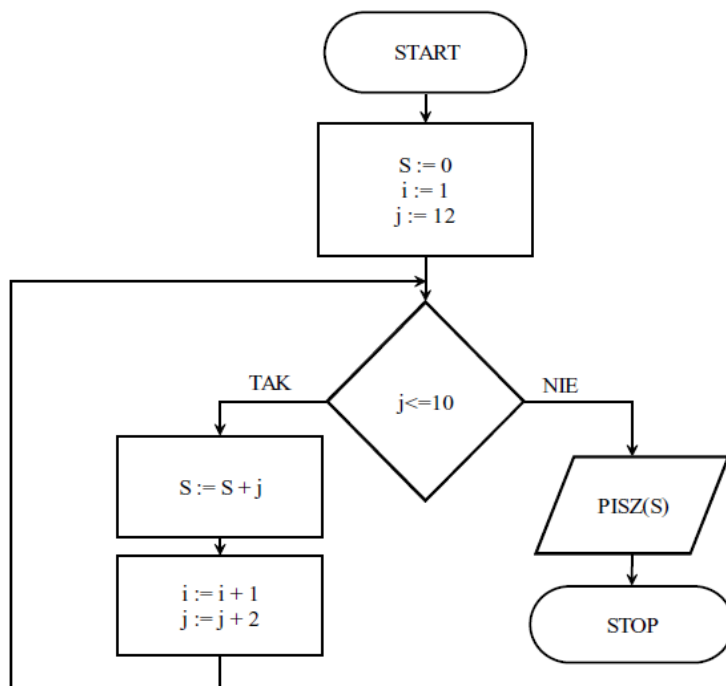 START
S := 0
i := 1
j := 12
j<=10
TAK
NIE
S := S + j
i := i + 1
j := j + 2
PISZ(S)
STOP